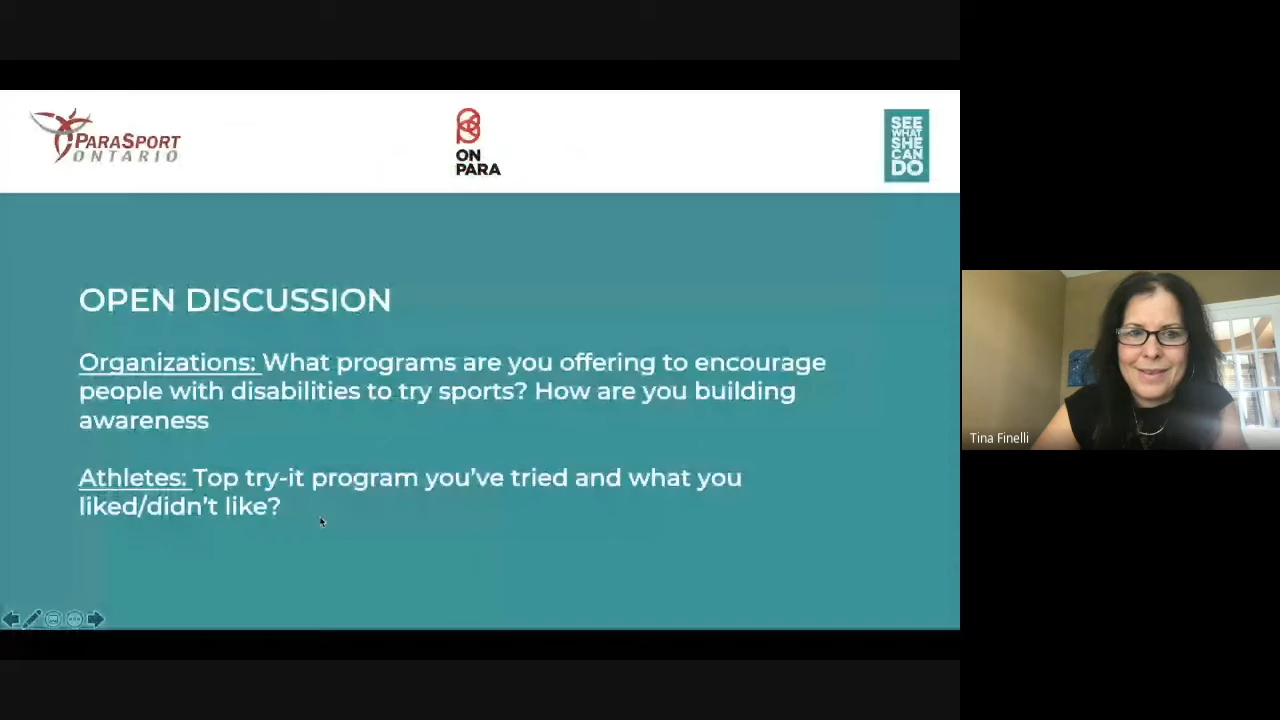 PARASPORT
ONTARIO
ON
PARA
SEE
WHAT
SHE
CAN
DO
OPEN DISCUSSION
Organizations: What programs are you offering to encourage
people with disabilities to try sports? How are you building
awareness
Athletes: Top try-it program you've tried and what you
liked/didn't like?
Tina Finelli